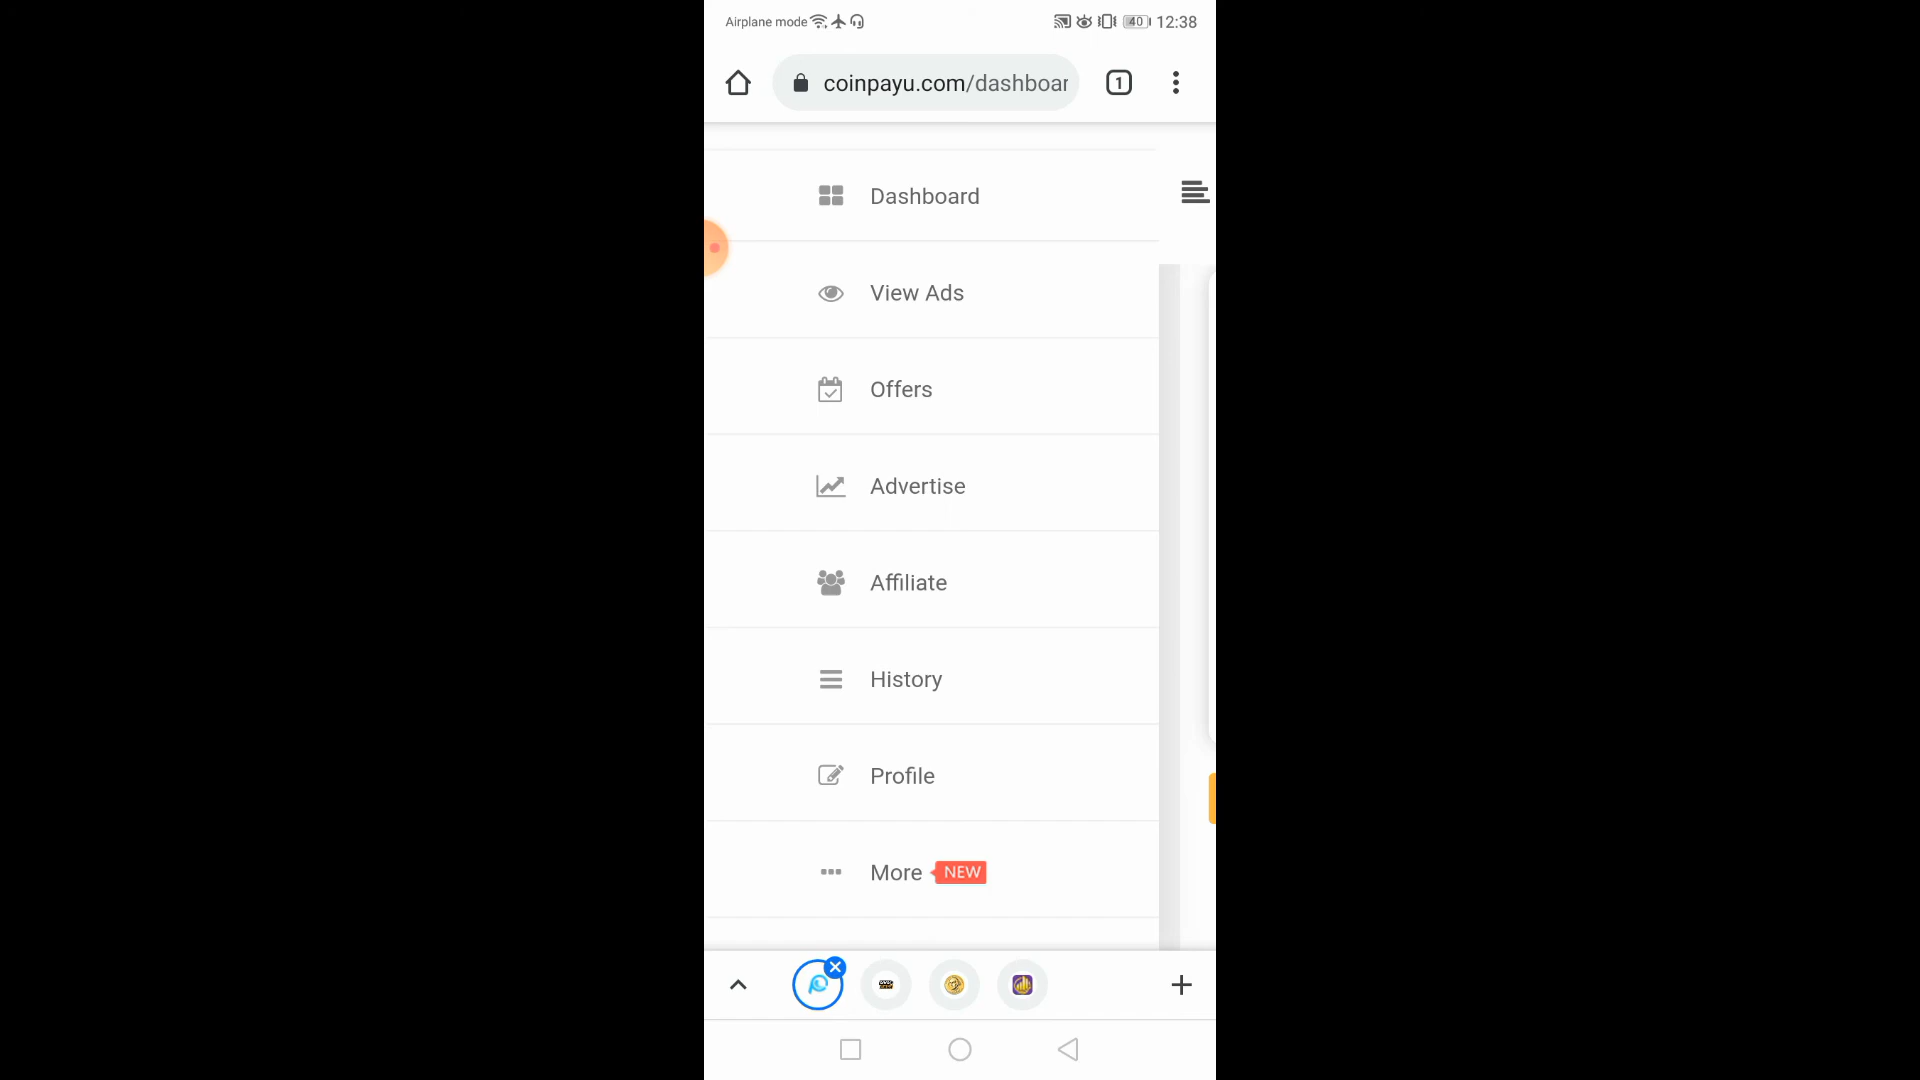 Airplane mode 40 12:38
coinpayu.com/dashboar 1
Dashboard
View Ads
Offers
Advertise
Affiliate
History
Profile
More NEW